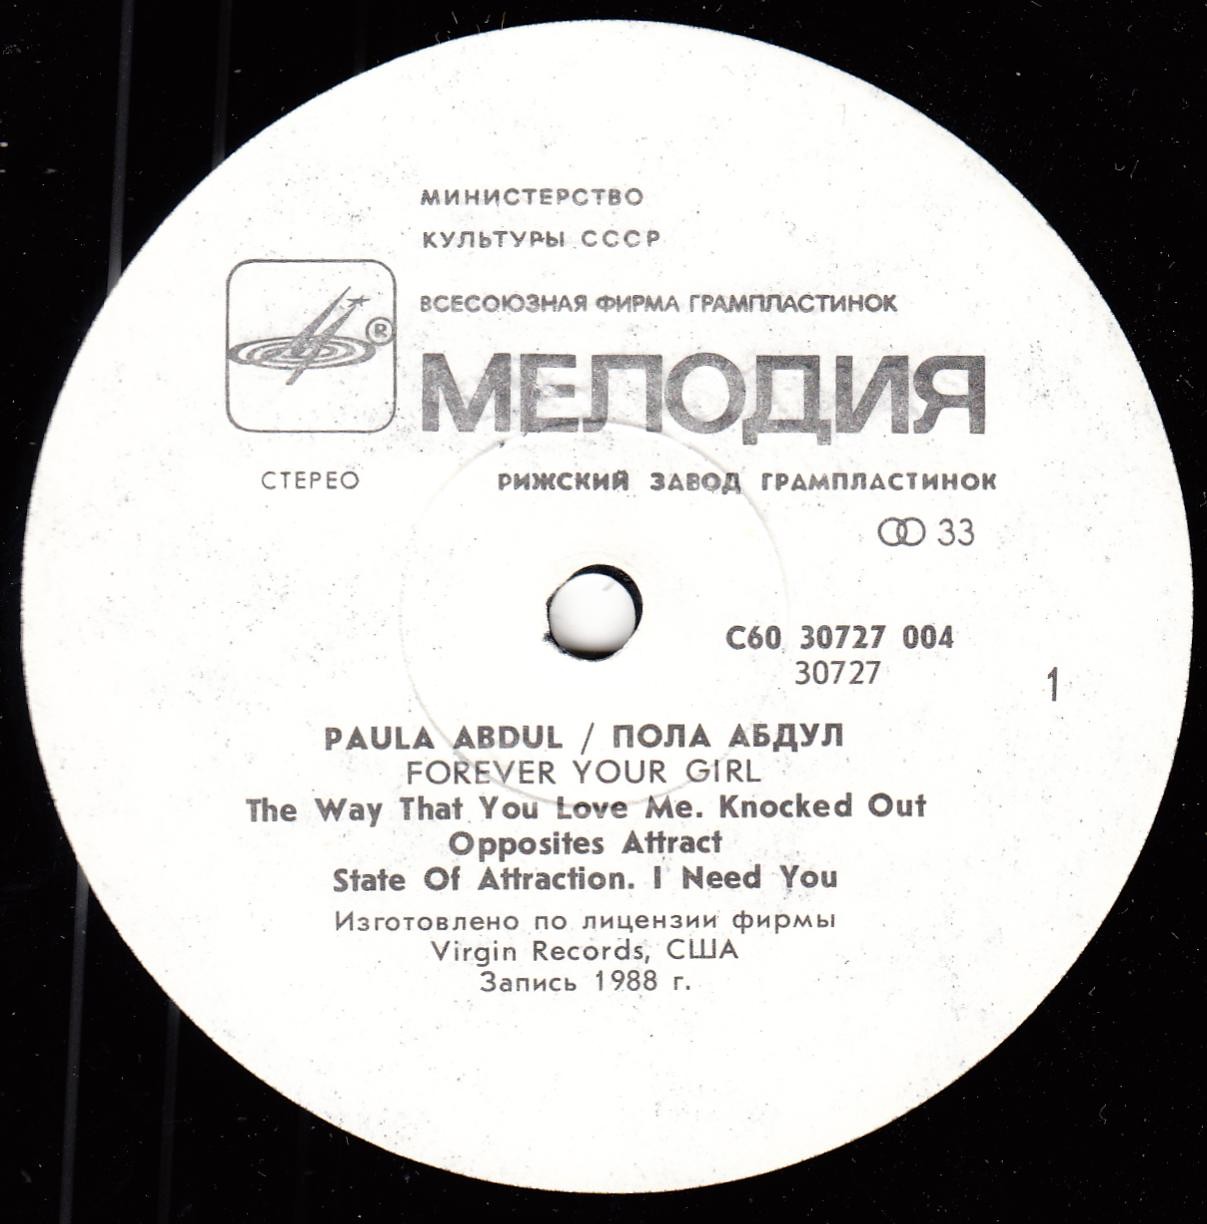 МИНИСТЕРСТВО
КУЛЬТУРЫ СССР
ВСЕСОЮЗНАЯ ФИРМА ГРАМПЛАСТИНОК
®
МЕЛОДИЯ
СТЕРЕО
РИЖСКИЙ ЗАВОД ГРАМПЛАСТИНОК
33
С60 30727 004
30727
1
PAULA ABDUL / ПОЛА АБДУЛ
FOREVER YOUR GIRL
The Way That You Love Me. Knocked Out
Opposites Attract
State Of Attraction. I Need You
Изготовлено по лицензии фирмы
Virgin Records, США
Запись 1988 г.